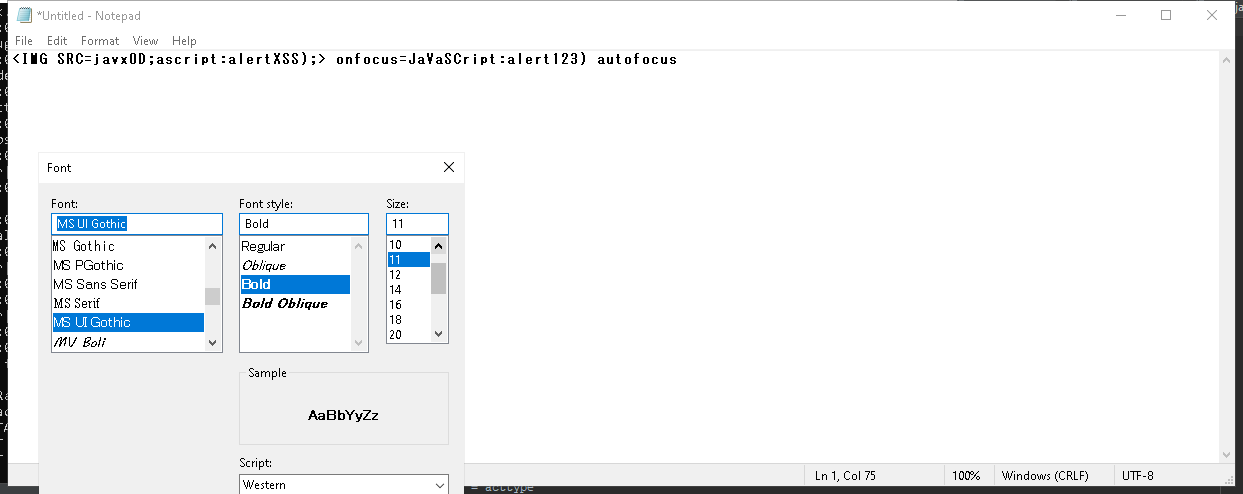 *Untitled - Notepad
File Edit Format View Help
<IMG SRC=javx0D;ascript:alertXSS);> onfocus=JaVaSCript:alert123) autofocus
Font
Font: Font style: Size:
MS UI Gothic Bold 11
MS Gothic Regular 10
MS PGothic Oblique 11
MS Sans Serif Bold 12
MS Serif Bold Oblique 14
MS UI Gothic 16
MV Boli 18
20
Sample
AaBbYyZz
Script:
Western
Ln 1, Col 75 100% Windows (CRLF) UTF-8
= acctype